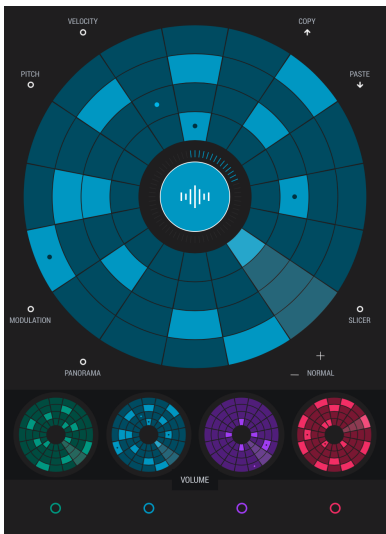 VELOCITY
COPY
PITCH
PASTE
MODULATION
SLICER
PANORAMA
NORMAL
VOLUME